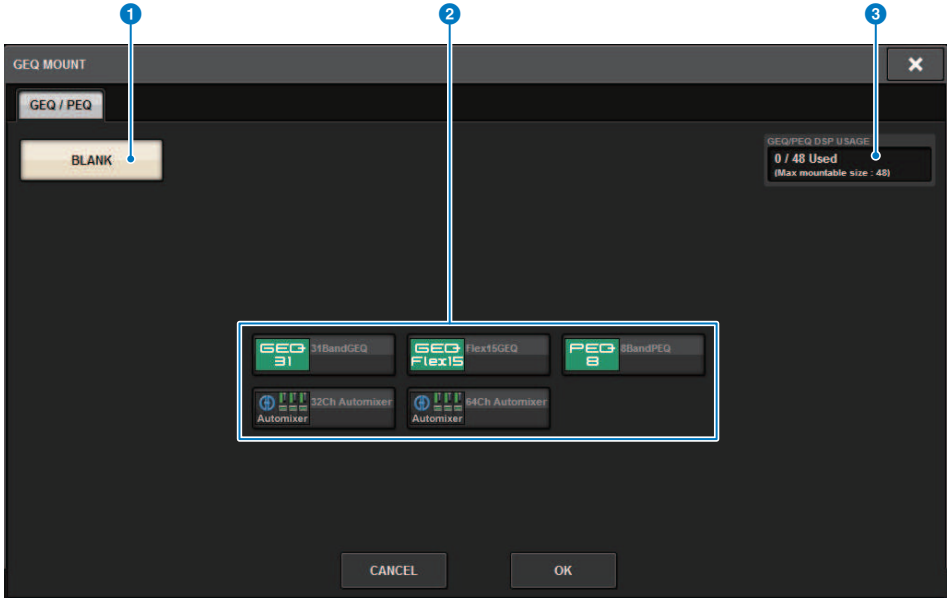 1 2 3
GEQ MOUNT
GEQ / PEQ
BLANK
GEQ/PEQ DSP USAGE
0 / 48 Used
(Max mountable size : 48)
GEQ 31 31BandGEQ
GEQ Flex15 Flex15GEQ
PEQ 8 8BandPEQ
Automixer 32Ch Automixer
Automixer 64Ch Automixer
CANCEL OK